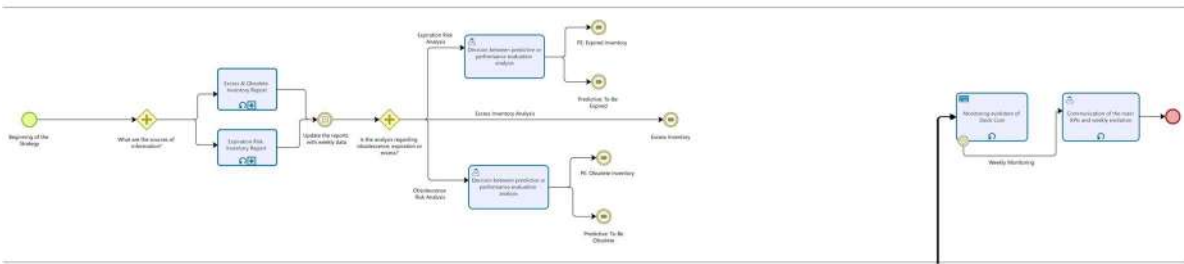 Beginning of the
Strategy
What are the sources of
information?
Excess & Obsolete
Inventory Report
Expiration Risk
Inventory Report
Update the reports
with weekly data
Is the analysis regarding
obsolescence, expiration or
excess?
Expiration Risk
Analysis
Decision between predictive or
performance evaluation
analysis
PE: Expired Inventory
Predictive: To Be
Expired
Excess Inventory Analysis
Excess Inventory
Obsolescence
Risk Analysis
Decision between predictive or
performance evaluation
analysis
PE: Obsolete Inventory
Predictive: To Be
Obsolete
Monitoring evolution of
Stock Cost
Weekly Monitoring
Communication of the main
KPIs and weekly evolution